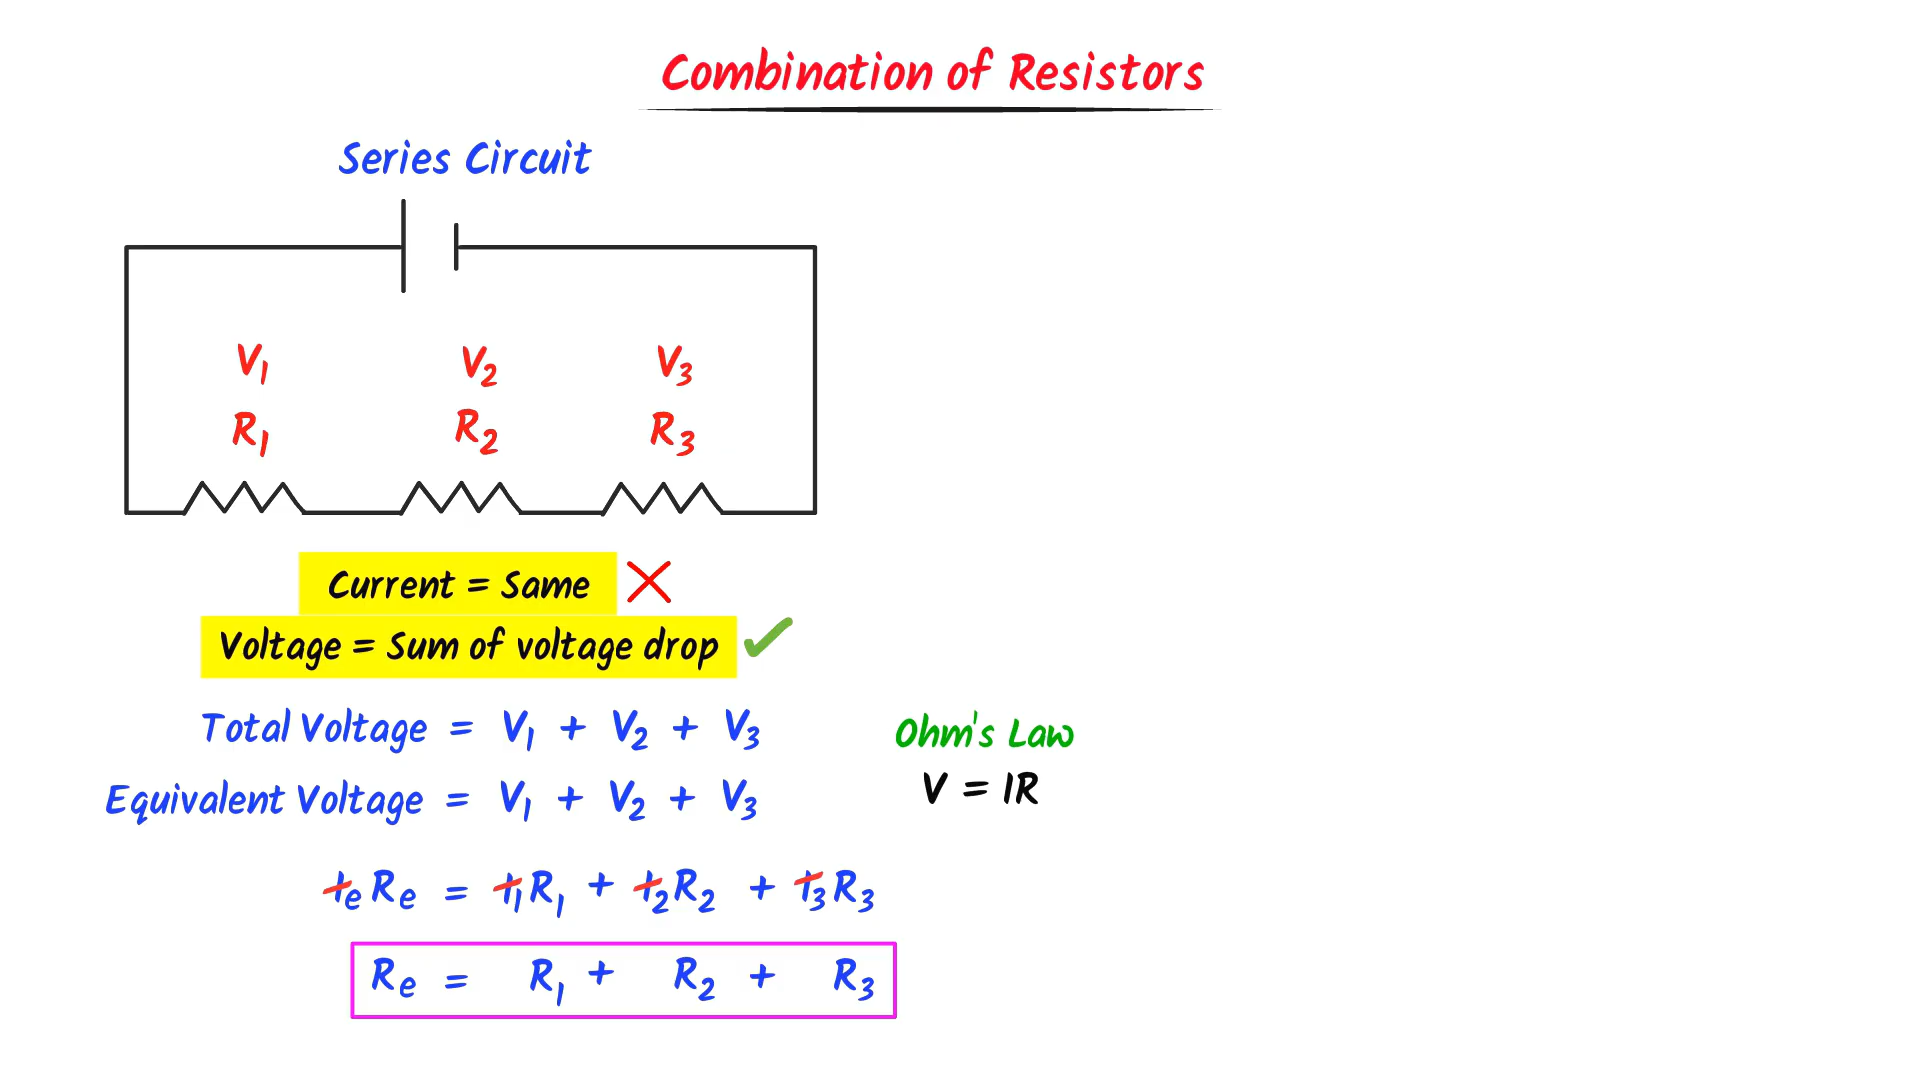 Combination of Resistors
Series Circuit
V₁ V₂ V₃
R₁ R₂ R₃
Current = Same
Voltage = Sum of voltage drop
Total Voltage = V₁ + V₂ + V₃
Ohm's Law
Equivalent Voltage = V₁ + V₂ + V₃
V = IR
IₑRₑ = I₁R₁ + I₂R₂ + I₃R₃
Rₑ = R₁ + R₂ + R₃